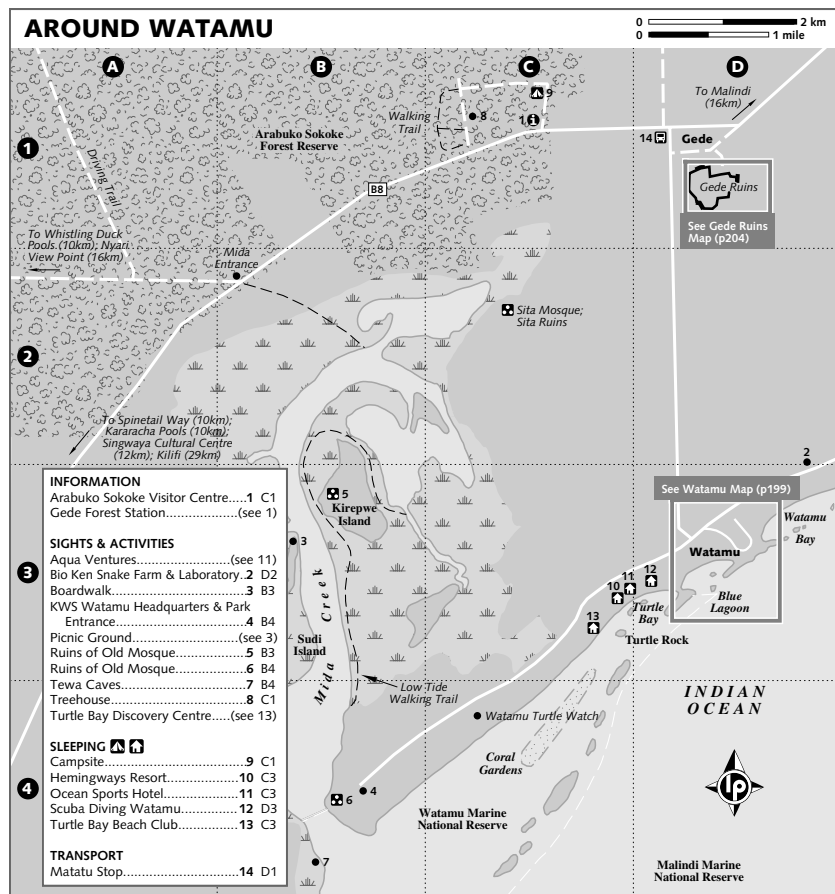 AROUND WATAMU
0 2 km
0 1 mile
A
B
C
D
To Malindi
(16km)
9
Walking
Trail
8
1
Arabuko Sokoke
Forest Reserve
14
Gede
1
Driving Trail
B8
Gede Ruins
See Gede Ruins
Map (p204)
To Whistling Duck
Pools (10km); Nyari
View Point (16km)
Mida
Entrance
Sita Mosque;
Sita Ruins
2
To Spinetail Way (10km);
Kararacha Pools (10km);
Singwaya Cultural Centre
(12km); Kilifi (29km)
2
INFORMATION
Arabuko Sokoke Visitor Centre....1 C1
Gede Forest Station...................(see 1)
SIGHTS & ACTIVITIES
Aqua Ventures..........................(see 11)
Bio Ken Snake Farm & Laboratory..2 D2
Boardwalk...................................3 B3
KWS Watamu Headquarters & Park
Entrance..................................4 B4
Picnic Ground............................(see 3)
Ruins of Old Mosque....................5 B3
Ruins of Old Mosque....................6 B4
Tewa Caves..................................7 B4
Treehouse....................................8 C1
Turtle Bay Discovery Centre....(see 13)
SLEEPING
Campsite......................................9 C1
Hemingways Resort....................10 C3
Ocean Sports Hotel.....................11 C3
Scuba Diving Watamu................12 D3
Turtle Bay Beach Club................13 C3
TRANSPORT
Matatu Stop................................14 D1
See Watamu Map (p199)
5
Kirepwe
Island
Watamu
Bay
3
3
Watamu
12
11
10
Blue
Lagoon
Turtle
Bay
13
Turtle Rock
Sudi
Island
Mida Creek
Low Tide
Walking Trail
INDIAN
OCEAN
Watamu Turtle Watch
Coral
Gardens
4
6
4
lp
Watamu Marine
National Reserve
7
Malindi Marine
National Reserve